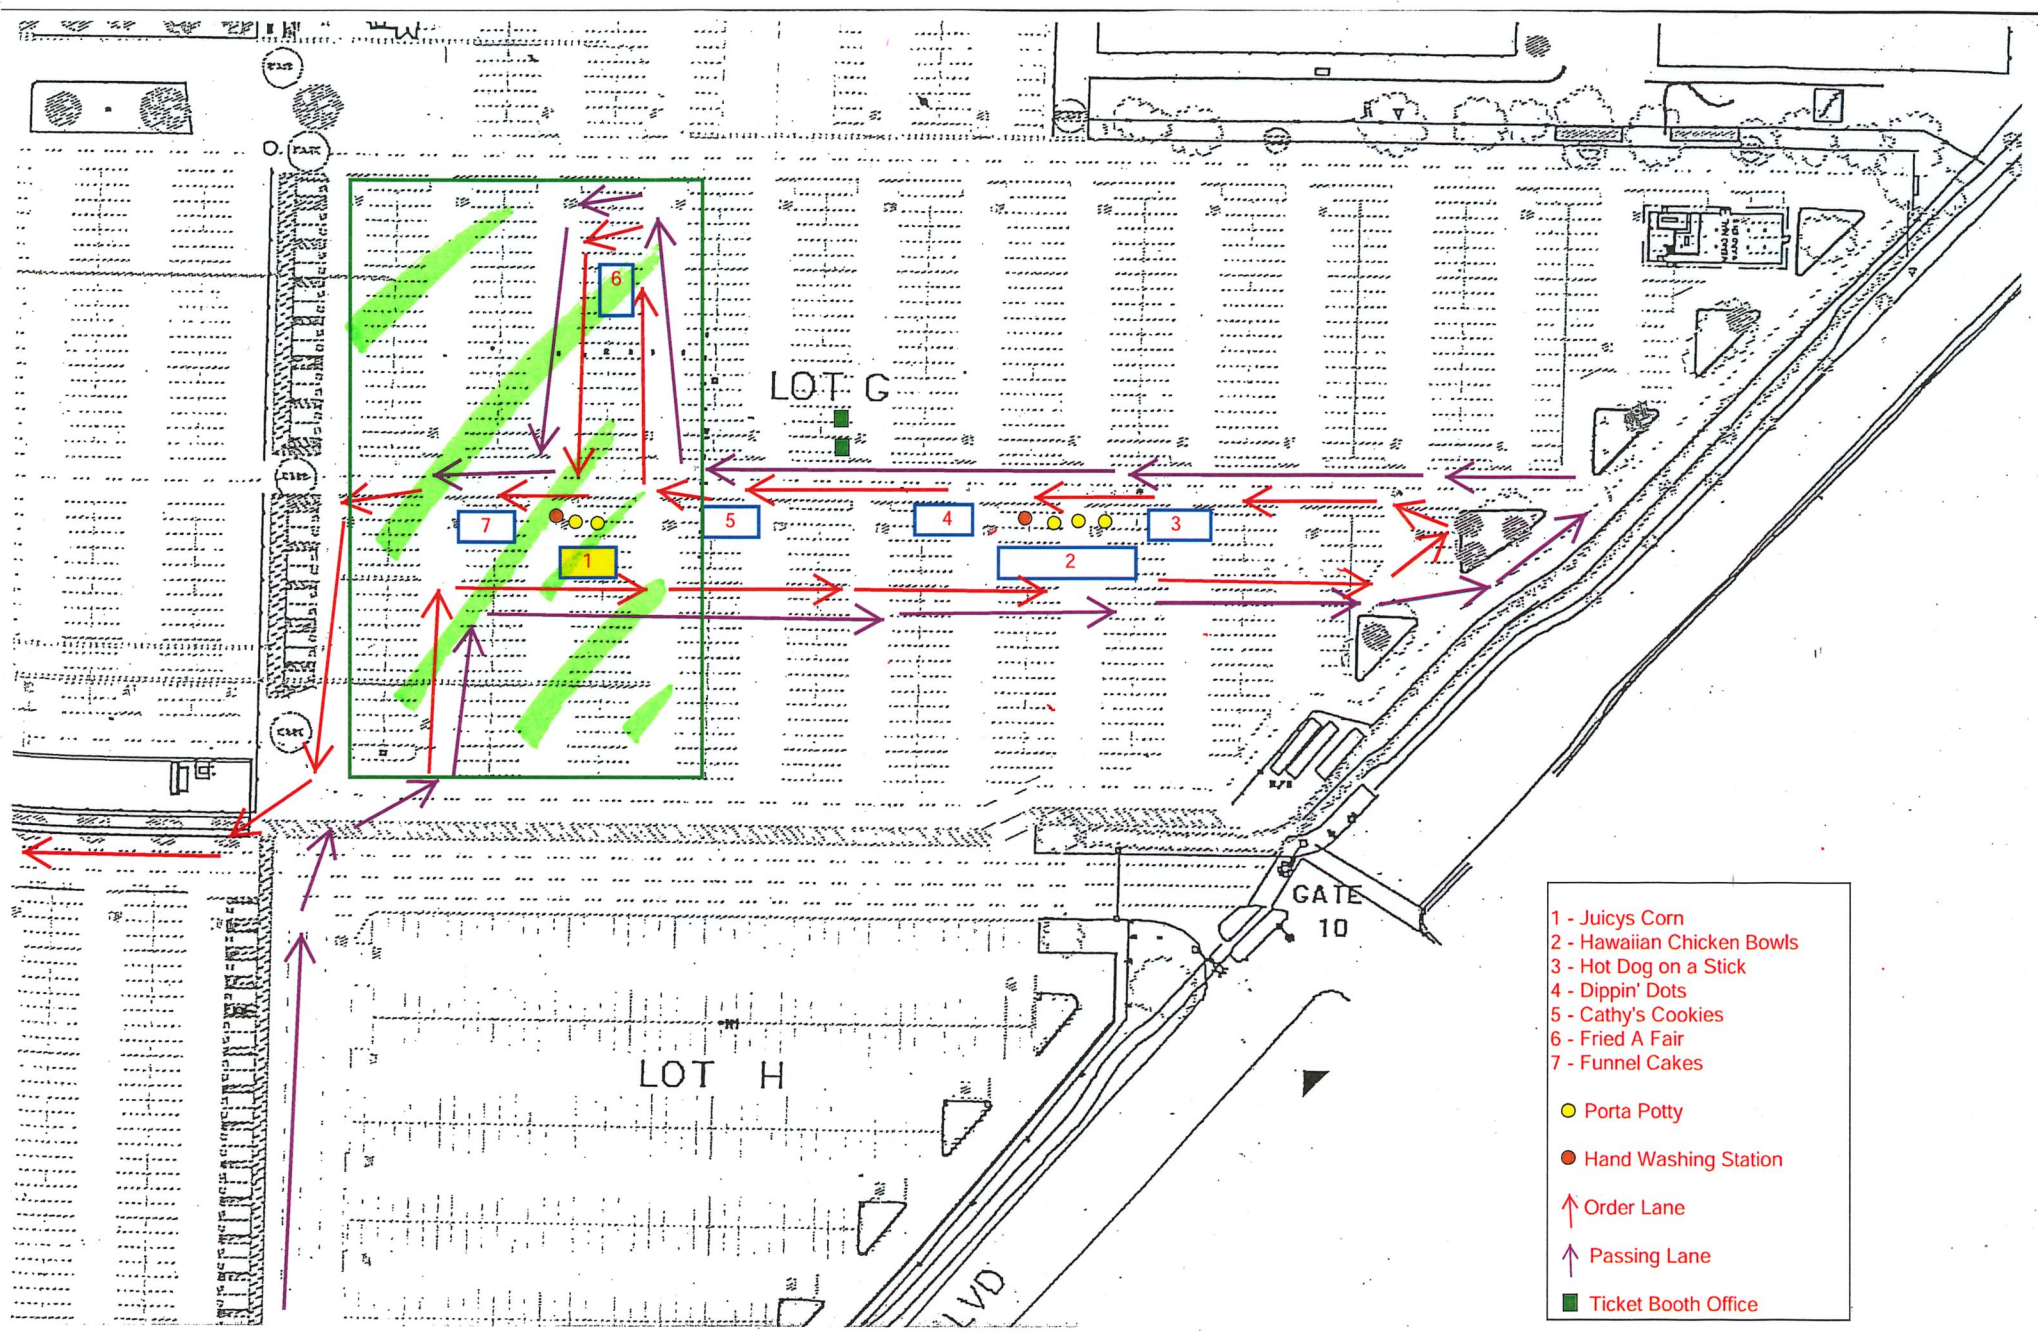 6
LOT G
7
5
4
3
1
2
GATE
10
LOT H
LVD
1 - Juicys Corn
2 - Hawaiian Chicken Bowls
3 - Hot Dog on a Stick
4 - Dippin' Dots
5 - Cathy's Cookies
6 - Fried A Fair
7 - Funnel Cakes
Porta Potty
Hand Washing Station
Order Lane
Passing Lane
Ticket Booth Office